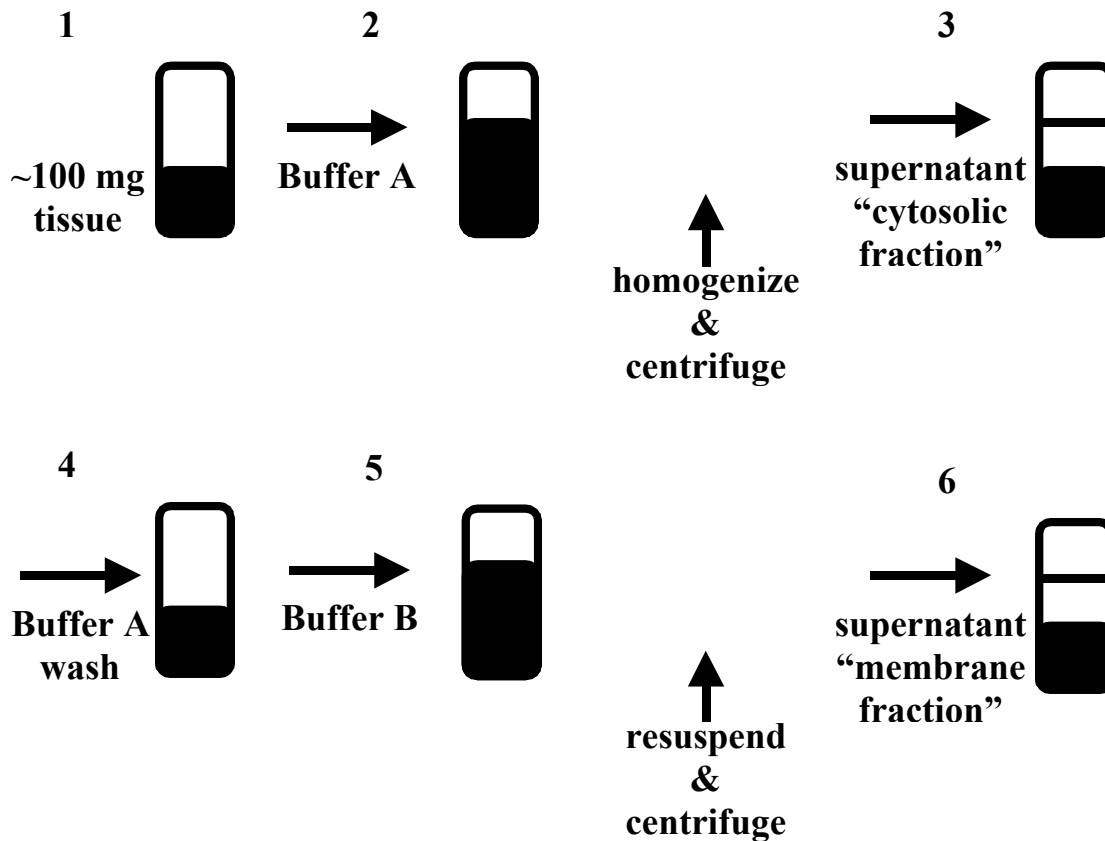 1
2
3
~100 mg
tissue
Buffer A
supernatant
“cytosolic
fraction”
homogenize
&
centrifuge
4
5
6
Buffer A
wash
Buffer B
supernatant
“membrane
fraction”
resuspend
&
centrifuge